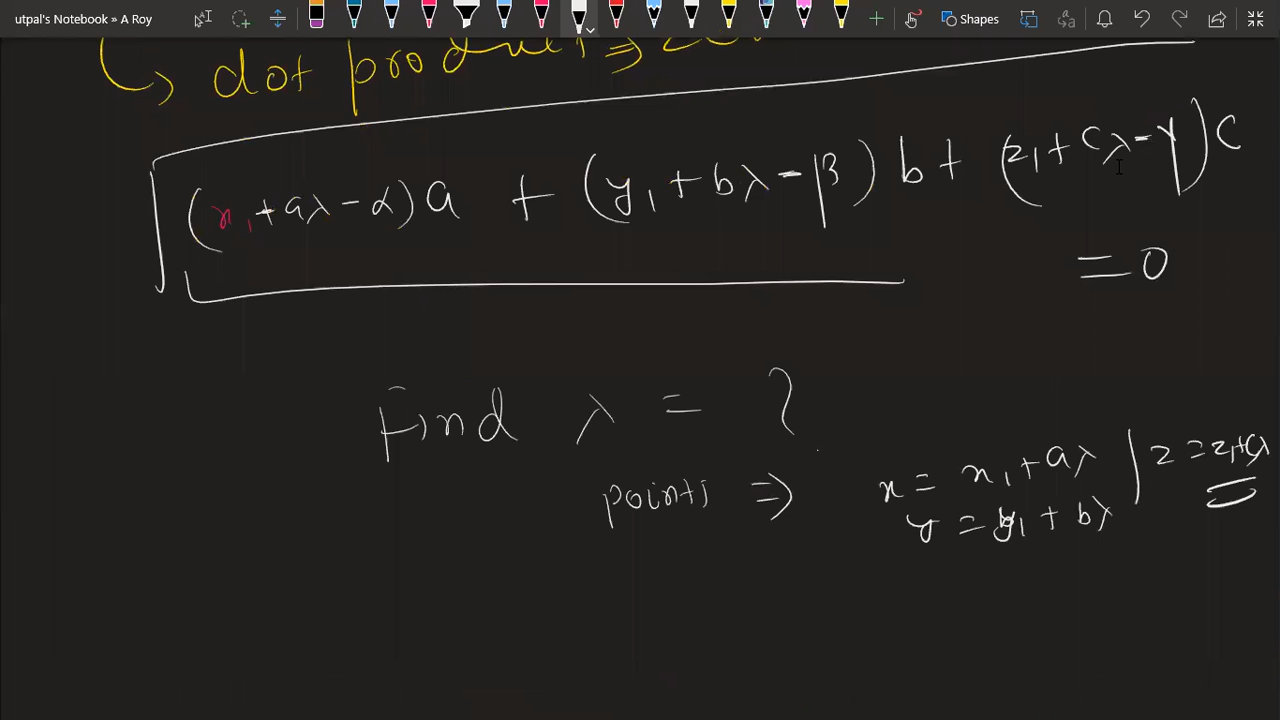 utpal's Notebook » A Roy
Shapes
↳ dot product ⇒
(x₁ + aλ - α) a + (y₁ + bλ - β) b + (z₁ + cλ - γ) c
= 0
Find λ = ?
points ⇒ x = x₁ + aλ | z = z₁ + cλ
y = y₁ + bλ